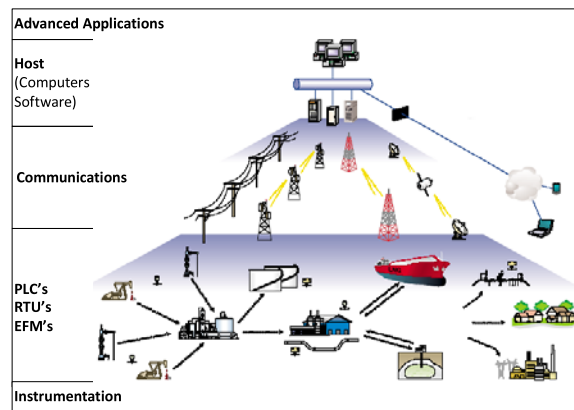 Advanced Applications
Host
(Computers
Software)
Communications
PLC's
RTU's
EFM's
Instrumentation